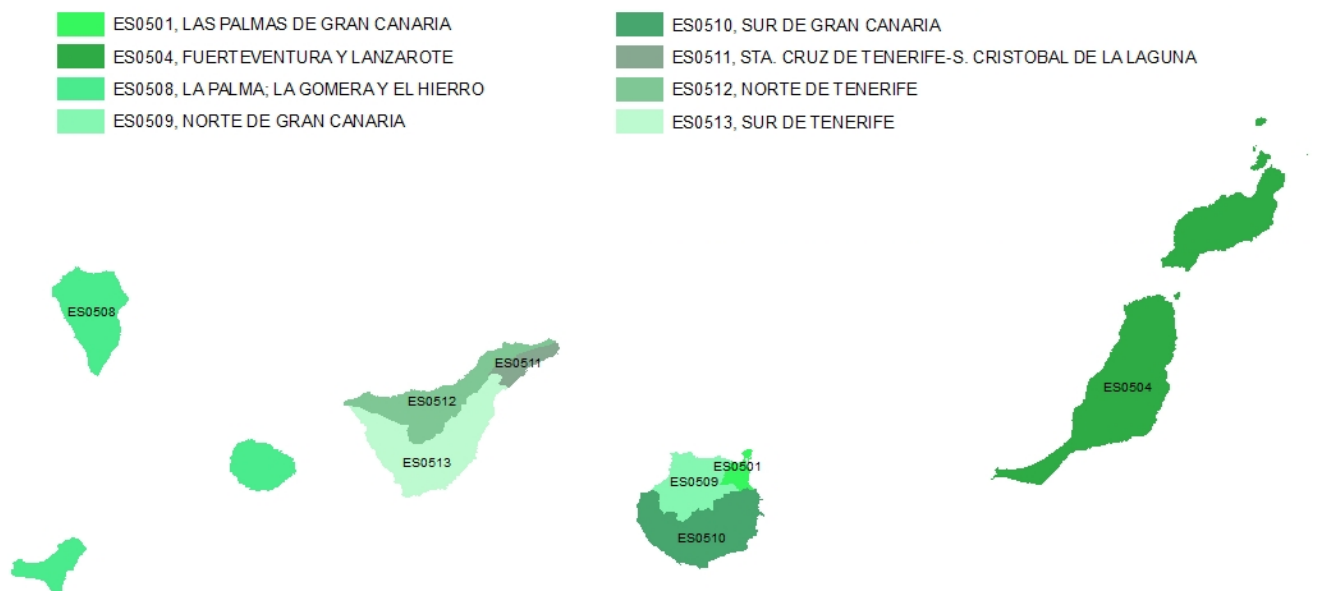 ES0501, LAS PALMAS DE GRAN CANARIA
ES0504, FUERTEVENTURA Y LANZAROTE
ES0508, LA PALMA; LA GOMERA Y EL HIERRO
ES0509, NORTE DE GRAN CANARIA
ES0510, SUR DE GRAN CANARIA
ES0511, STA. CRUZ DE TENERIFE-S. CRISTOBAL DE LA LAGUNA
ES0512, NORTE DE TENERIFE
ES0513, SUR DE TENERIFE
ES0508
ES0511
ES0512
ES0504
ES0513
ES0501
ES0509
ES0510